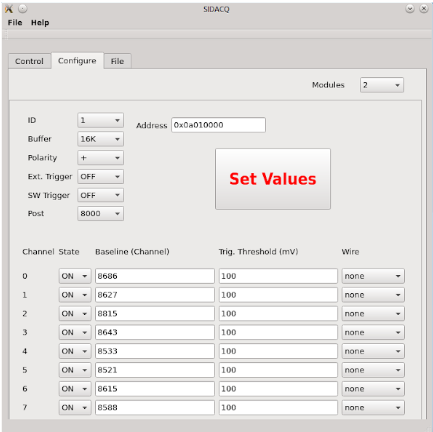 SIDACQ
File Help
Control Configure File
Modules 2
ID 1 Address 0x0a010000
Buffer 16K
Polarity +
Ext. Trigger OFF
SW Trigger OFF
Post 8000
Set Values
Channel State Baseline (Channel) Trig. Threshold (mV) Wire
0 ON 8686 100 none
1 ON 8627 100 none
2 ON 8815 100 none
3 ON 8643 100 none
4 ON 8533 100 none
5 ON 8521 100 none
6 ON 8615 100 none
7 ON 8588 100 none